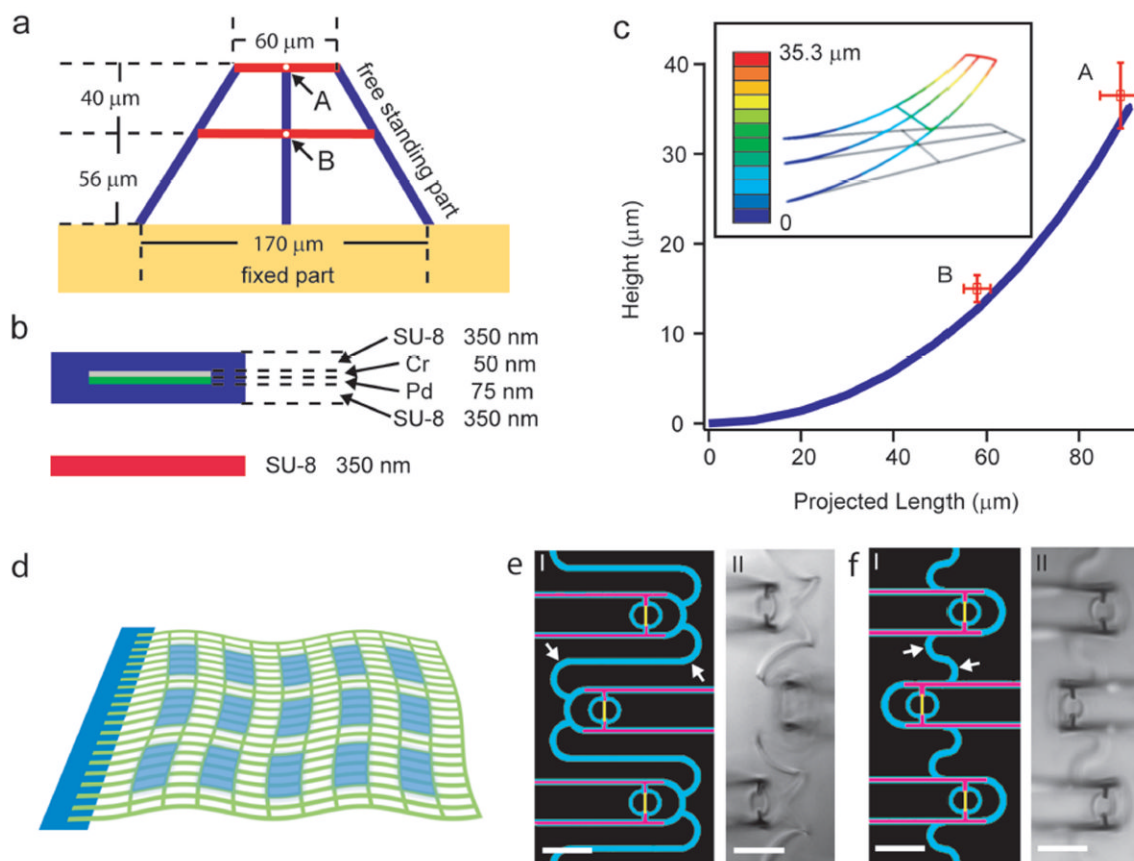 a
60 μm
40 μm
56 μm
A
B
free standing part
170 μm
fixed part
b
SU-8 350 nm
Cr 50 nm
Pd 75 nm
SU-8 350 nm
SU-8 350 nm
c
40
30
20
10
0
Height (μm)
35.3 μm
0
A
B
0
20
40
60
80
Projected Length (μm)
d
e
I
II
f
I
II